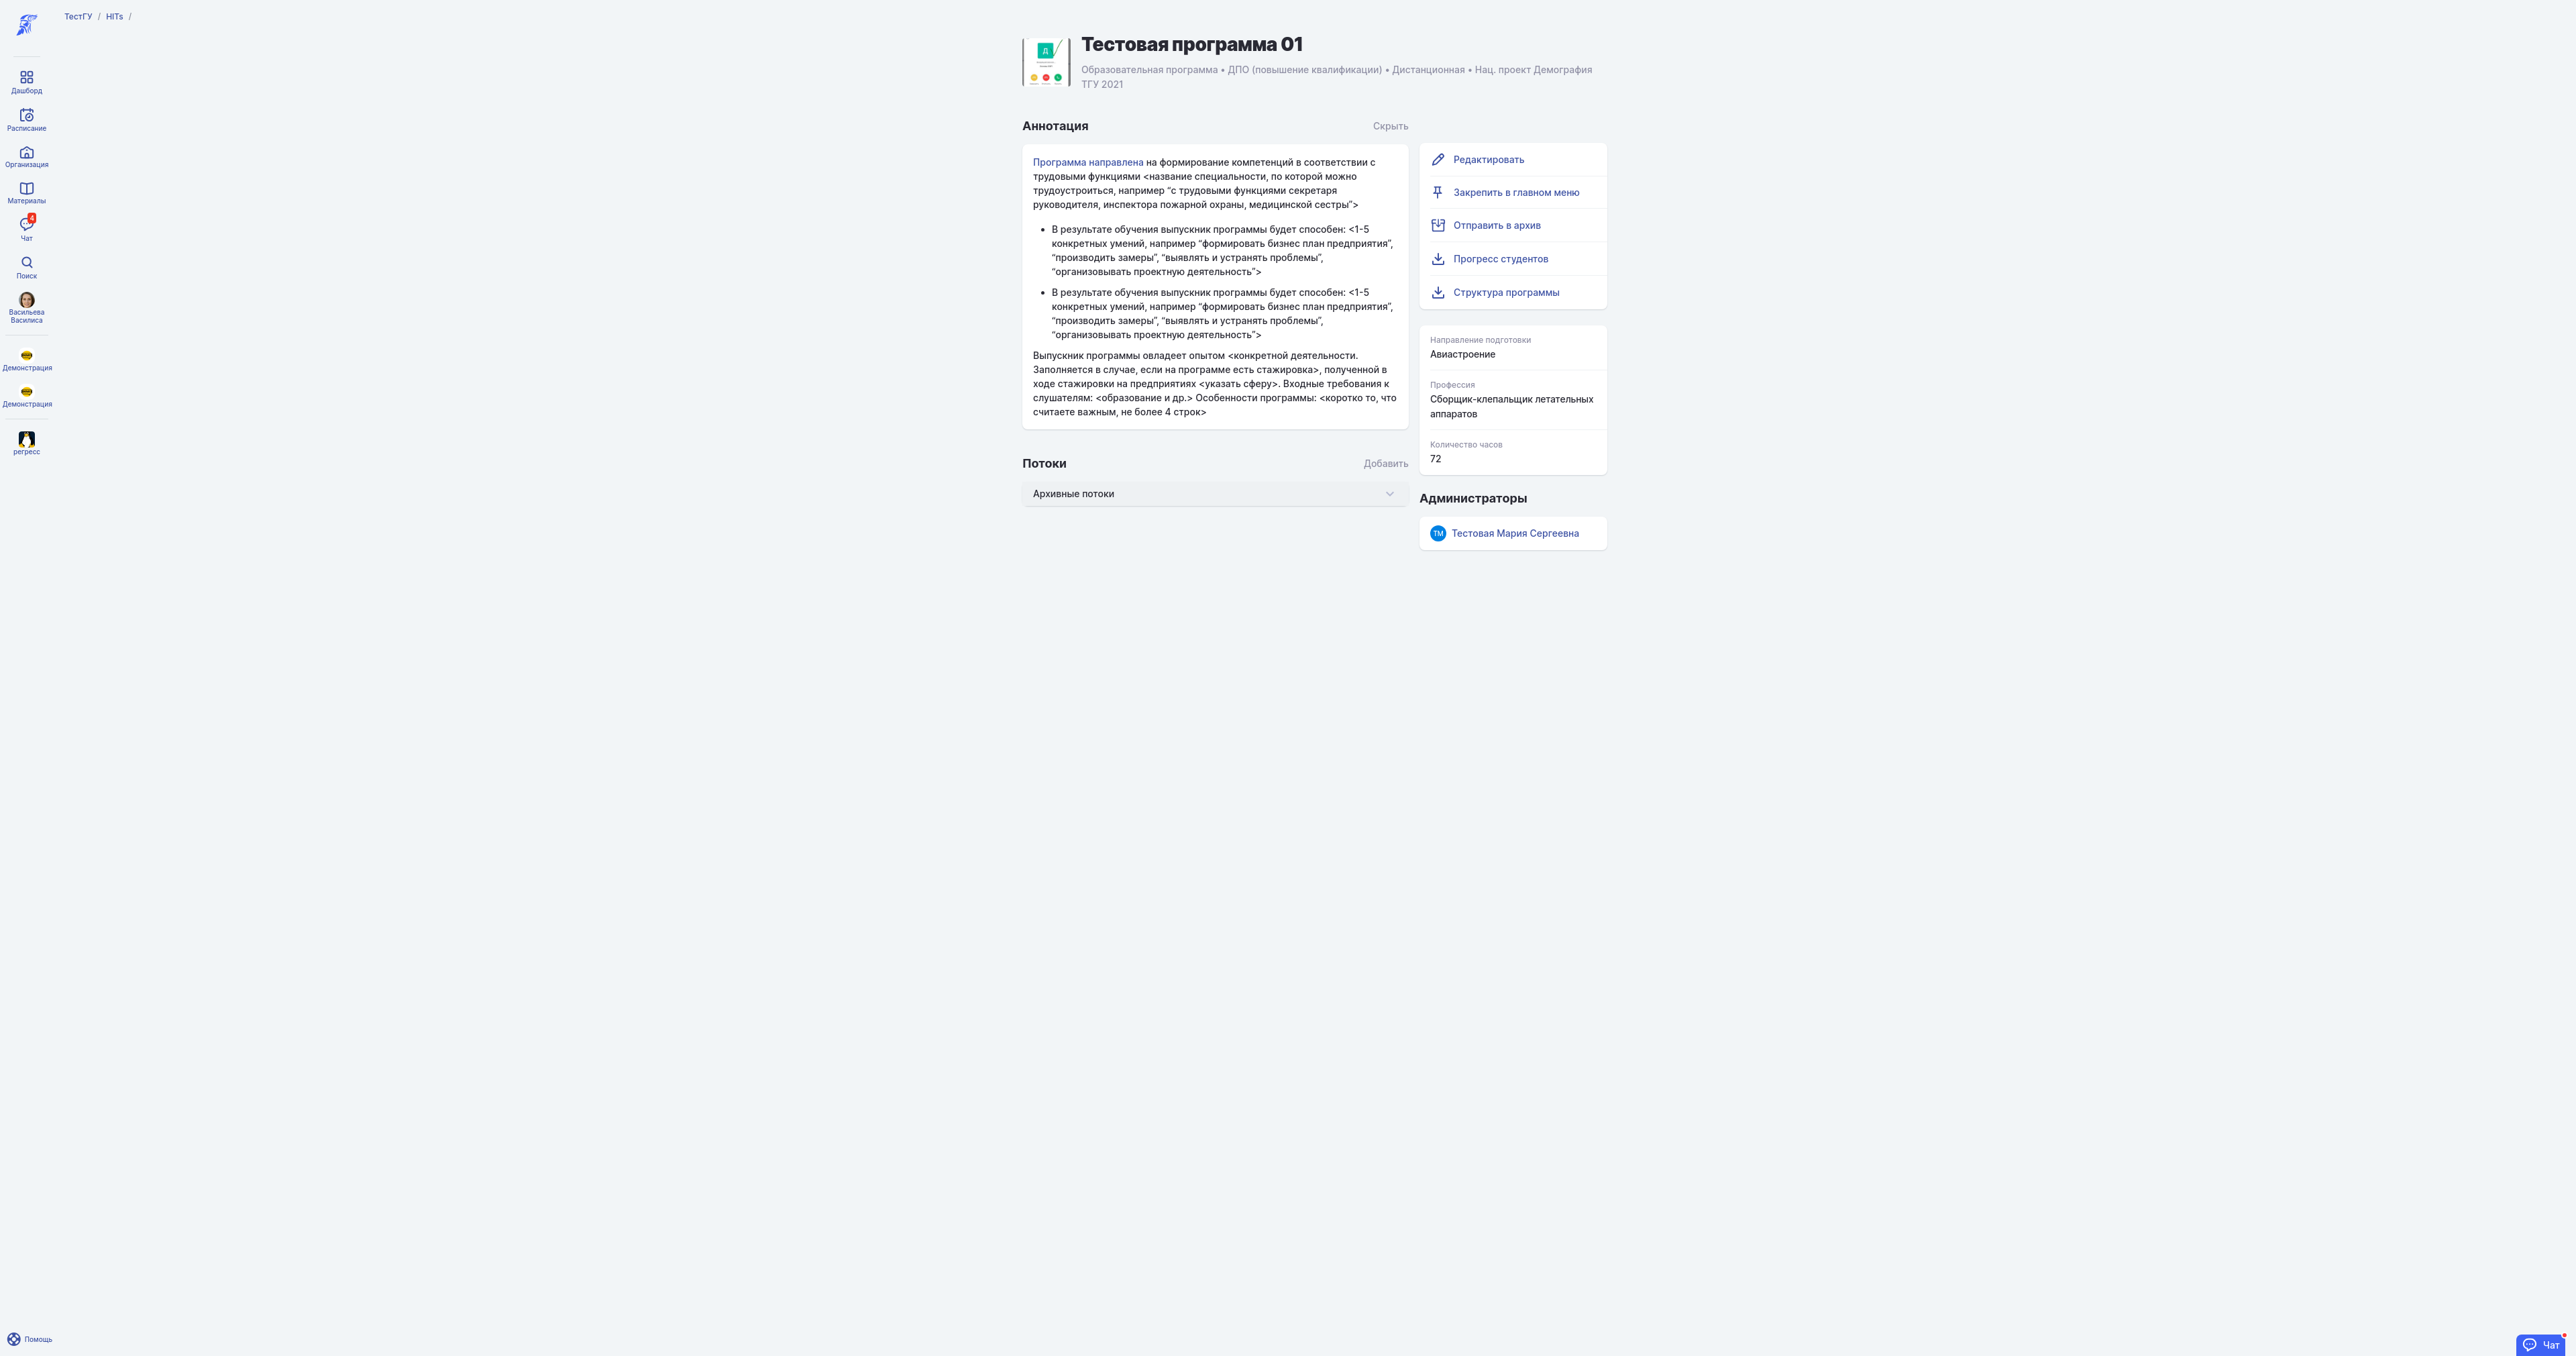 ТестГУ / HITs /
Дашборд
Расписание
Организация
Материалы
4
Чат
Поиск
Васильева
Василиса
Демонстрация
Демонстрация
регресс
Помощь
Д
Тестовая программа 01
Образовательная программа • ДПО (повышение квалификации) • Дистанционная • Нац. проект Демография
ТГУ 2021
Аннотация
Скрыть
Программа направлена на формирование компетенций в соответствии с
трудовыми функциями <название специальности, по которой можно
трудоустроиться, например “с трудовыми функциями секретаря
руководителя, инспектора пожарной охраны, медицинской сестры”>
• В результате обучения выпускник программы будет способен: <1-5
конкретных умений, например “формировать бизнес план предприятия”,
“производить замеры”, “выявлять и устранять проблемы”,
“организовывать проектную деятельность”>
• В результате обучения выпускник программы будет способен: <1-5
конкретных умений, например “формировать бизнес план предприятия”,
“производить замеры”, “выявлять и устранять проблемы”,
“организовывать проектную деятельность”>
Выпускник программы овладеет опытом <конкретной деятельности.
Заполняется в случае, если на программе есть стажировка>, полученной в
ходе стажировки на предприятиях <указать сферу>. Входные требования к
слушателям: <образование и др.> Особенности программы: <коротко то, что
считаете важным, не более 4 строк>
Потоки
Добавить
Архивные потоки
Редактировать
Закрепить в главном меню
Отправить в архив
Прогресс студентов
Структура программы
Направление подготовки
Авиастроение
Профессия
Сборщик-клепальщик летательных
аппаратов
Количество часов
72
Администраторы
ТМ Тестовая Мария Сергеевна
Чат